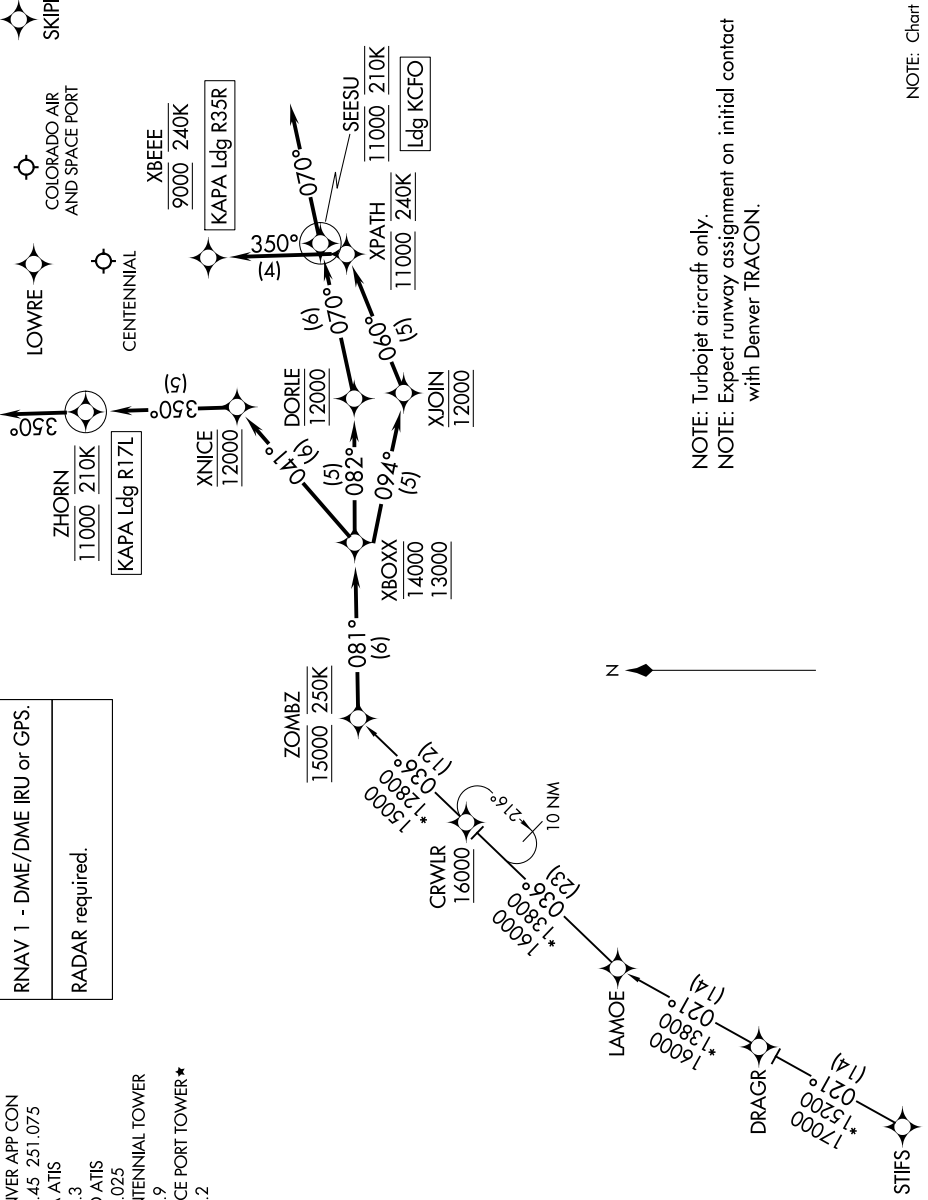 RNAV 1 - DME/DME IRU or GPS.
RADAR required.
NVER APP CON
.45 251.075
ATIS
.3
ATIS
.025
NTENNIAL TOWER
.9
CE PORT TOWER★
.2
LOWRE
CENTENNIAL
COLORADO AIR
AND SPACE PORT
350°
ZHORN
11000 210K
KAPA Ldg R17L
350°
(5)
XNICE
12000
XBEEE
9000 240K
KAPA Ldg R35R
350°
(4)
070°
SEESU
11000 210K
Ldg KCFO
XPATH
11000 240K
070°
(6)
060°
(5)
DORLE
12000
XJOIN
12000
041°
(6)
(5)
082°
094°
(5)
XBOXX
14000
13000
081°
(6)
ZOMBZ
15000 250K
15000
*12800
036°
(12)
216°
10 NM
CRWLR
16000
16000
*13800
036°
(23)
LAMOE
16000
*13800
021°
(14)
DRAGR
17000
*15200
021°
(14)
STIFS
N
NOTE: Turbojet aircraft only.
NOTE: Expect runway assignment on initial contact
with Denver TRACON.
NOTE: Chart